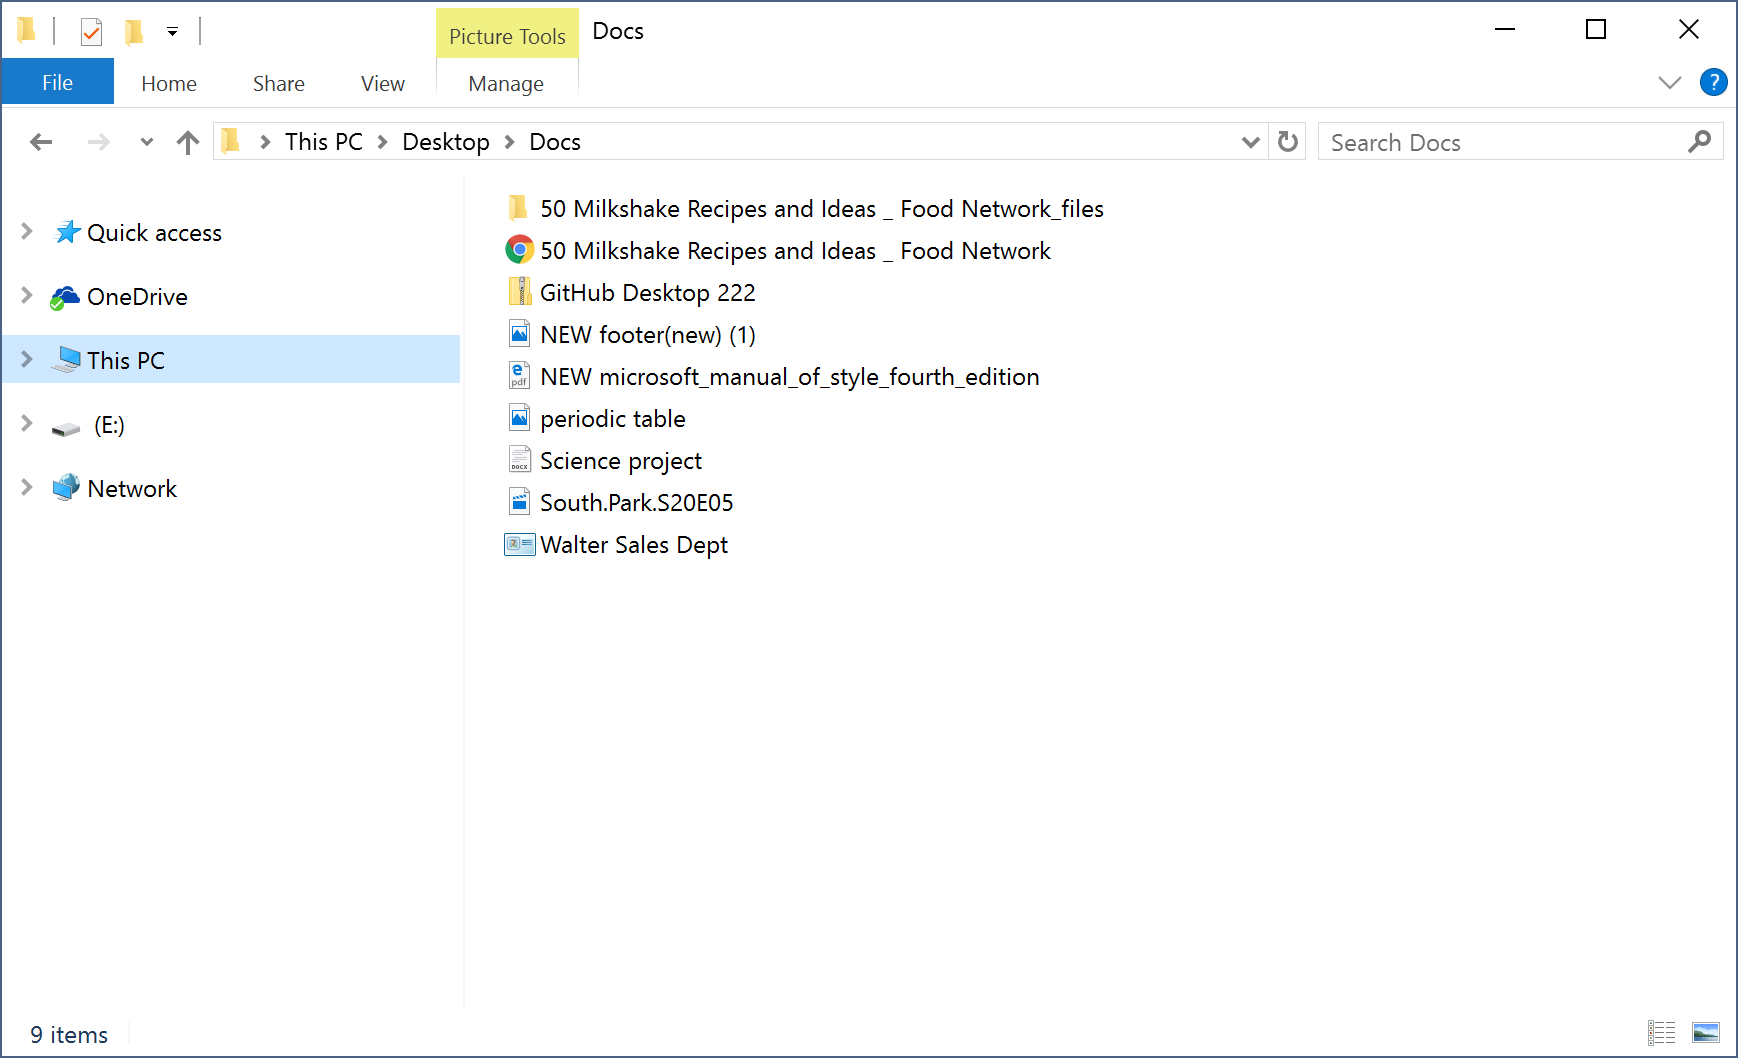 Picture Tools Docs
File Home Share View Manage ?
This PC Desktop Docs Search Docs
Quick access
OneDrive
This PC
(E:)
Network
50 Milkshake Recipes and Ideas _ Food Network_files
50 Milkshake Recipes and Ideas _ Food Network
GitHub Desktop 222
NEW footer(new) (1)
e pdf NEW microsoft_manual_of_style_fourth_edition
periodic table
DOCX Science project
South.Park.S20E05
Walter Sales Dept
9 items